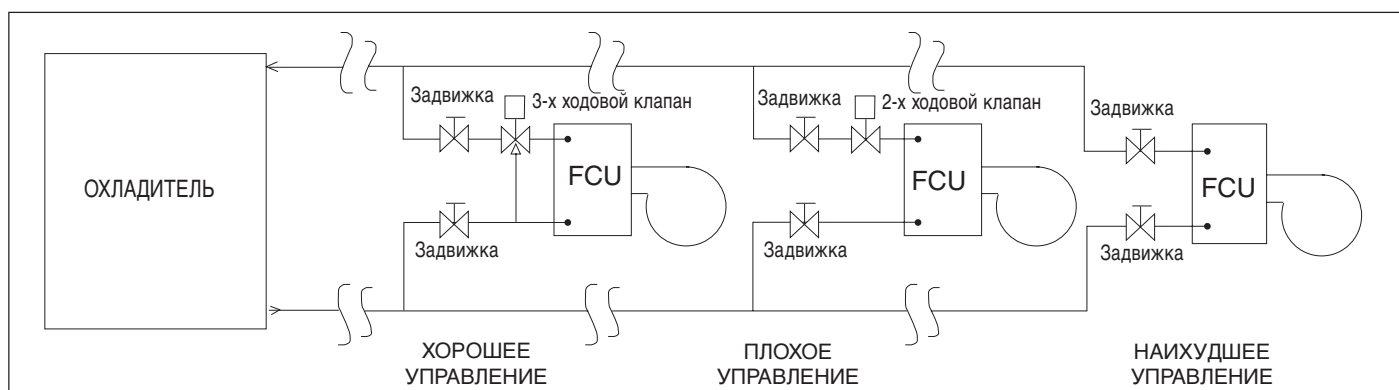 ОХЛАДИТЕЛЬ
Задвижка
3-х ходовой клапан
FCU
Задвижка
Задвижка
2-х ходовой клапан
FCU
Задвижка
Задвижка
FCU
Задвижка
ХОРОШЕЕ
УПРАВЛЕНИЕ
ПЛОХОЕ
УПРАВЛЕНИЕ
НАИХУДШЕЕ
УПРАВЛЕНИЕ